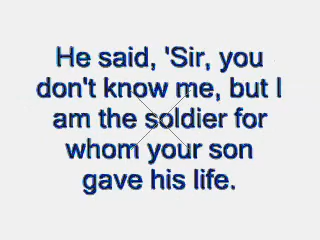 He said, 'Sir, you
don't know me, but I
am the soldier for
whom your son
gave his life.